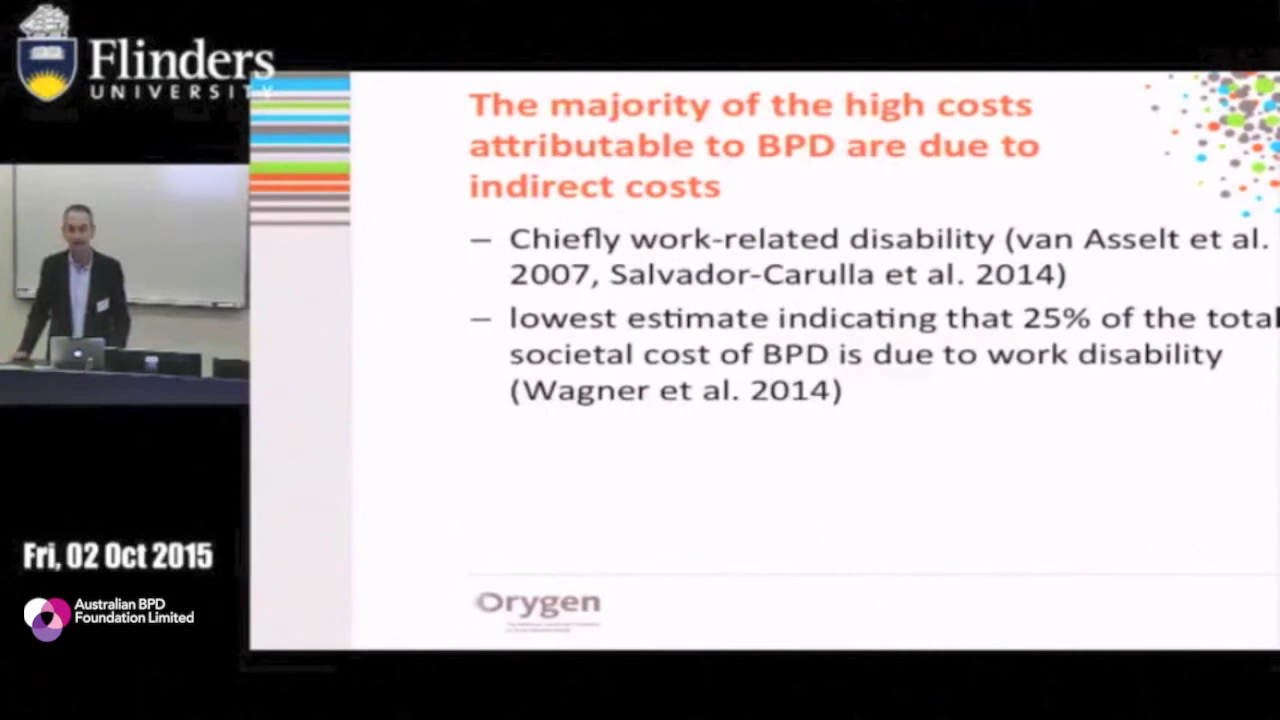 Flinders
UNIVERSITY
The majority of the high costs
attributable to BPD are due to
indirect costs
– Chiefly work-related disability (van Asselt et al.
2007, Salvador-Carulla et al. 2014)
– lowest estimate indicating that 25% of the total
societal cost of BPD is due to work disability
(Wagner et al. 2014)
Fri, 02 Oct 2015
Australian BPD
Foundation Limited
Orygen